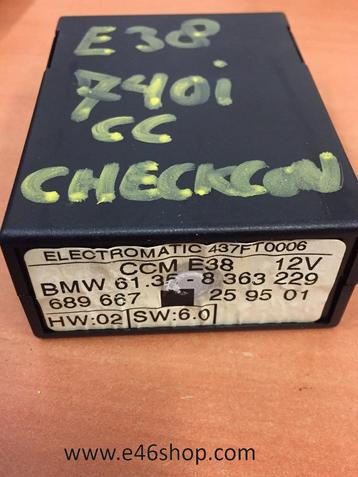 E38
740i
CC
CHECKCON
ELECTROMATIC 437FT0006
CCM E38 12V
BMW 61.35-8 363 229
689 667 25 95 01
HW:02 SW:6.0
www.e46shop.com